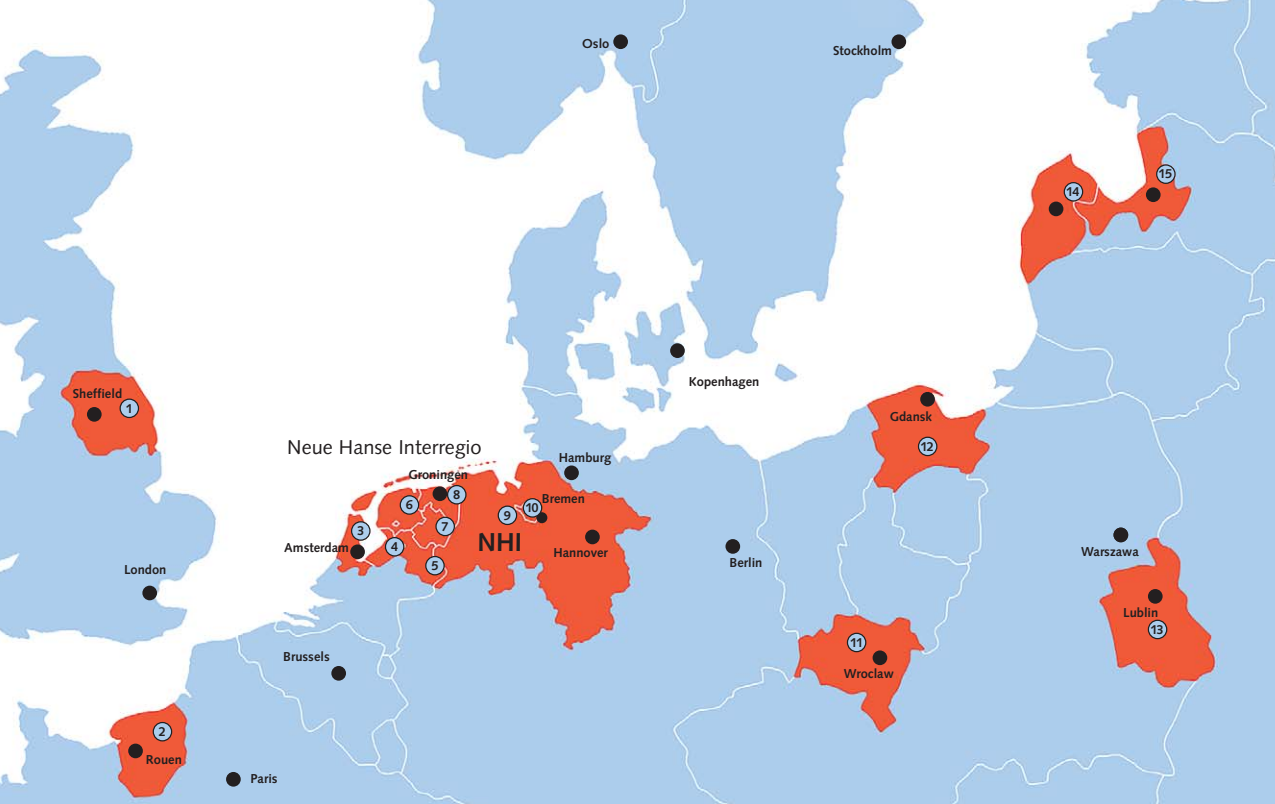 Oslo
Stockholm
15
14
Kopenhagen
Sheffield
1
Gdansk
12
Neue Hanse Interregio
Hamburg
Groningen
8
6
Bremen
10
9
7
3
NHI
Amsterdam
4
Hannover
5
Berlin
Warszawa
London
Lublin
13
11
Brussels
Wroclaw
2
Rouen
Paris